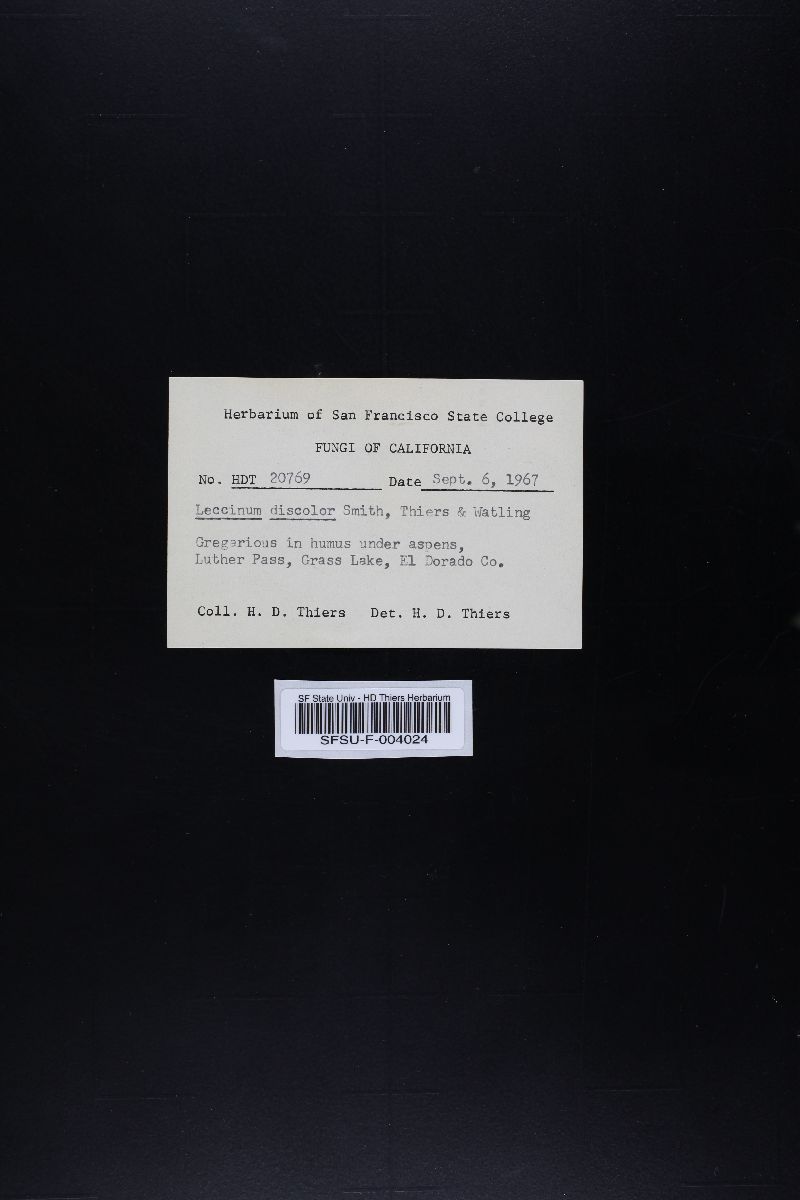 Herbarium of San Francisco State College
FUNGI OF CALIFORNIA
No. HDT 20769 Date Sept. 6, 1967
Leccinum discolor Smith, Thiers & Watling
Gregarious in humus under aspens,
Luther Pass, Grass Lake, El Dorado Co.
Coll. H. D. Thiers Det. H. D. Thiers
SF State Univ - HD Thiers Herbarium
SFSU-F-004024